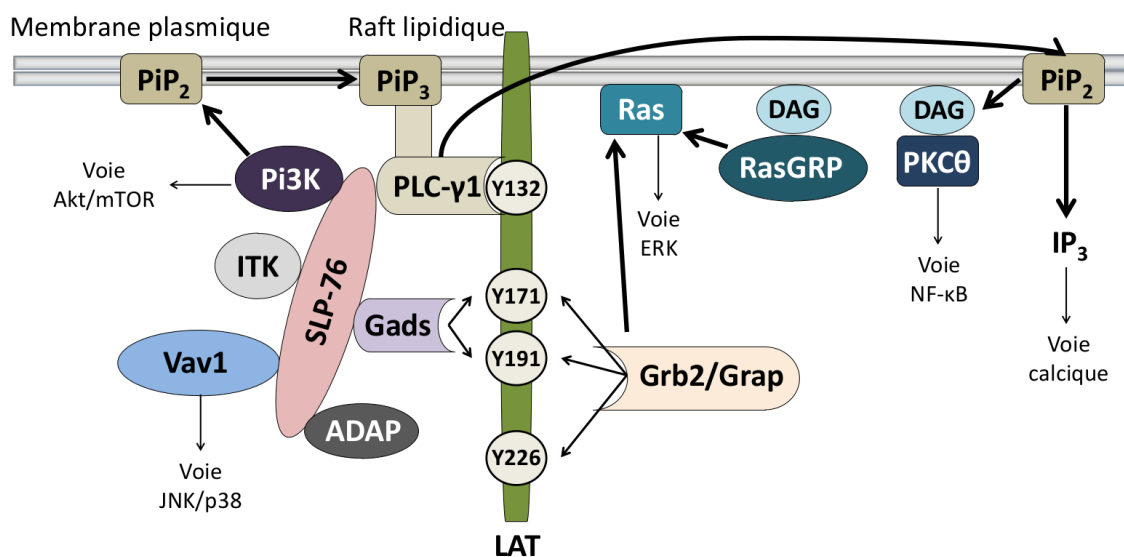 Membrane plasmique
Raft lipidique
PiP2
PiP3
PiP2
Ras
DAG
DAG
RasGRP
PKCθ
Voie
Akt/mTOR
Pi3K
PLC-γ1
Y132
Voie
ERK
ITK
SLP-76
IP3
Voie
NF-κB
Gads
Y171
Y191
Vav1
Grb2/Grap
Voie
calcique
ADAP
Y226
Voie
JNK/p38
LAT